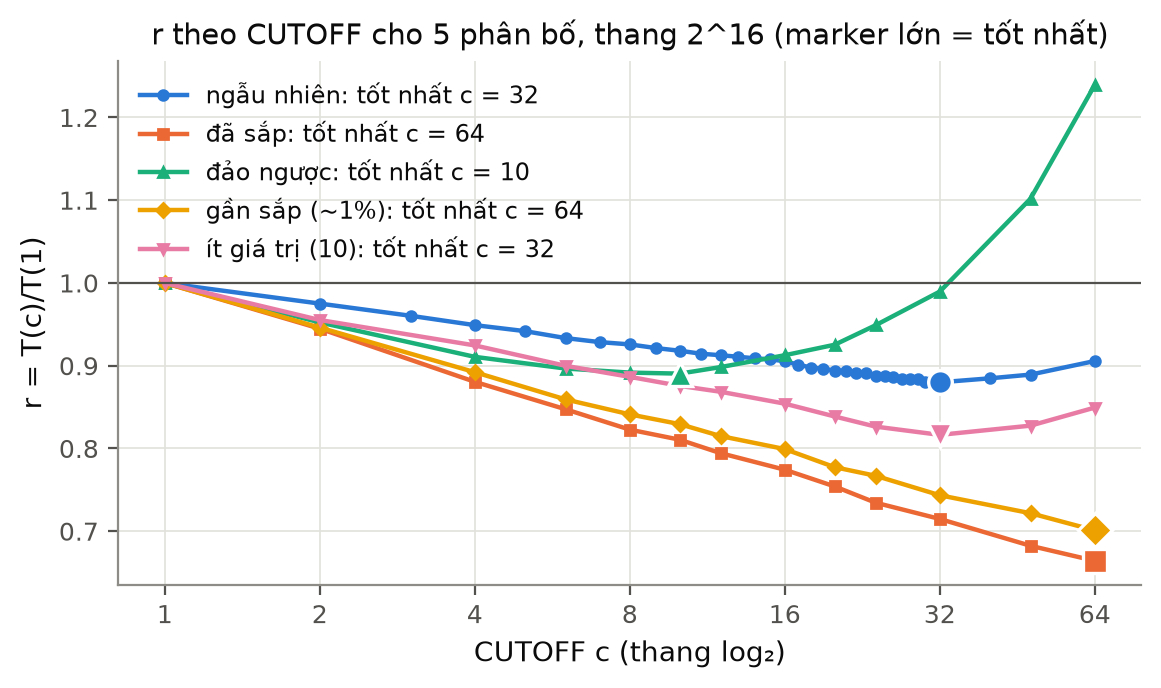 r theo CUTOFF cho 5 phân bố, thang 2^16 (marker lớn = tốt nhất)
ngẫu nhiên: tốt nhất c = 32
đã sắp: tốt nhất c = 64
đảo ngược: tốt nhất c = 10
gần sắp (~1%): tốt nhất c = 64
ít giá trị (10): tốt nhất c = 32
r = T(c)/T(1)
1.2
1.1
1.0
0.9
0.8
0.7
1 2 4 8 16 32 64
CUTOFF c (thang log₂)